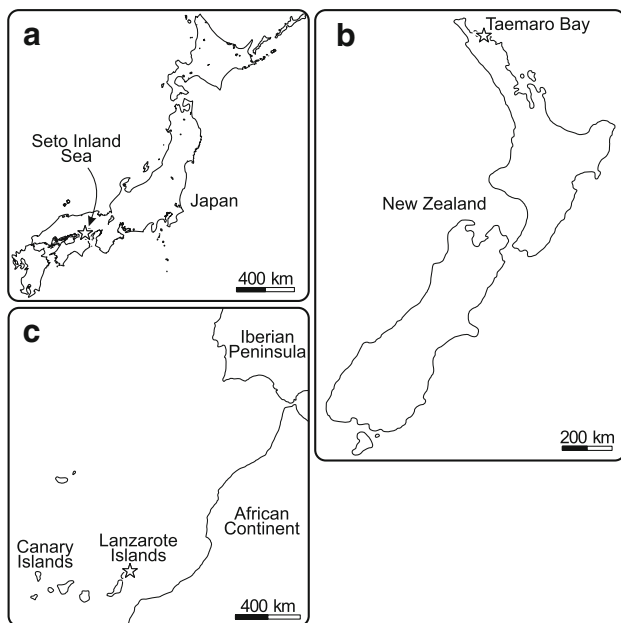 a
Seto Inland
Sea
Japan
400 km
b
Taemaro Bay
New Zealand
200 km
c
Iberian
Peninsula
African
Continent
Canary
Islands
Lanzarote
Islands
400 km